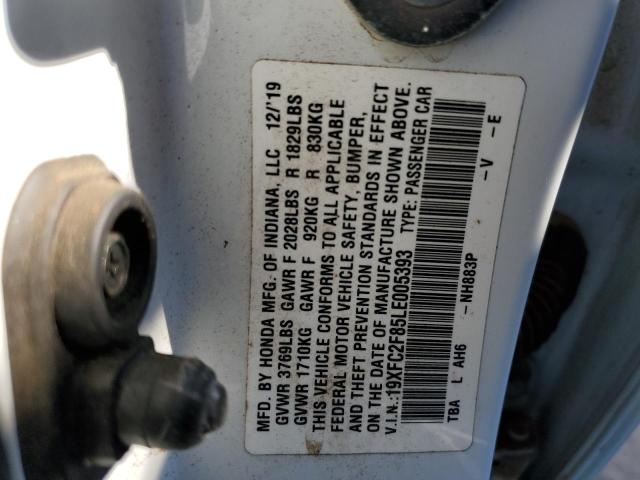 MFD. BY HONDA MFG. OF INDIANA, LLC 12/'19
GVWR 3769LBS GAWR F 2028LBS R 1829LBS
GVWR 1710KG GAWR F 920KG R 830KG
THIS VEHICLE CONFORMS TO ALL APPLICABLE
FEDERAL MOTOR VEHICLE SAFETY, BUMPER,
AND THEFT PREVENTION STANDARDS IN EFFECT
ON THE DATE OF MANUFACTURE SHOWN ABOVE.
V.I.N.:19XFC2F85LE005393 TYPE: PASSENGER CAR
TBA L AH6 - NH883P - V - E